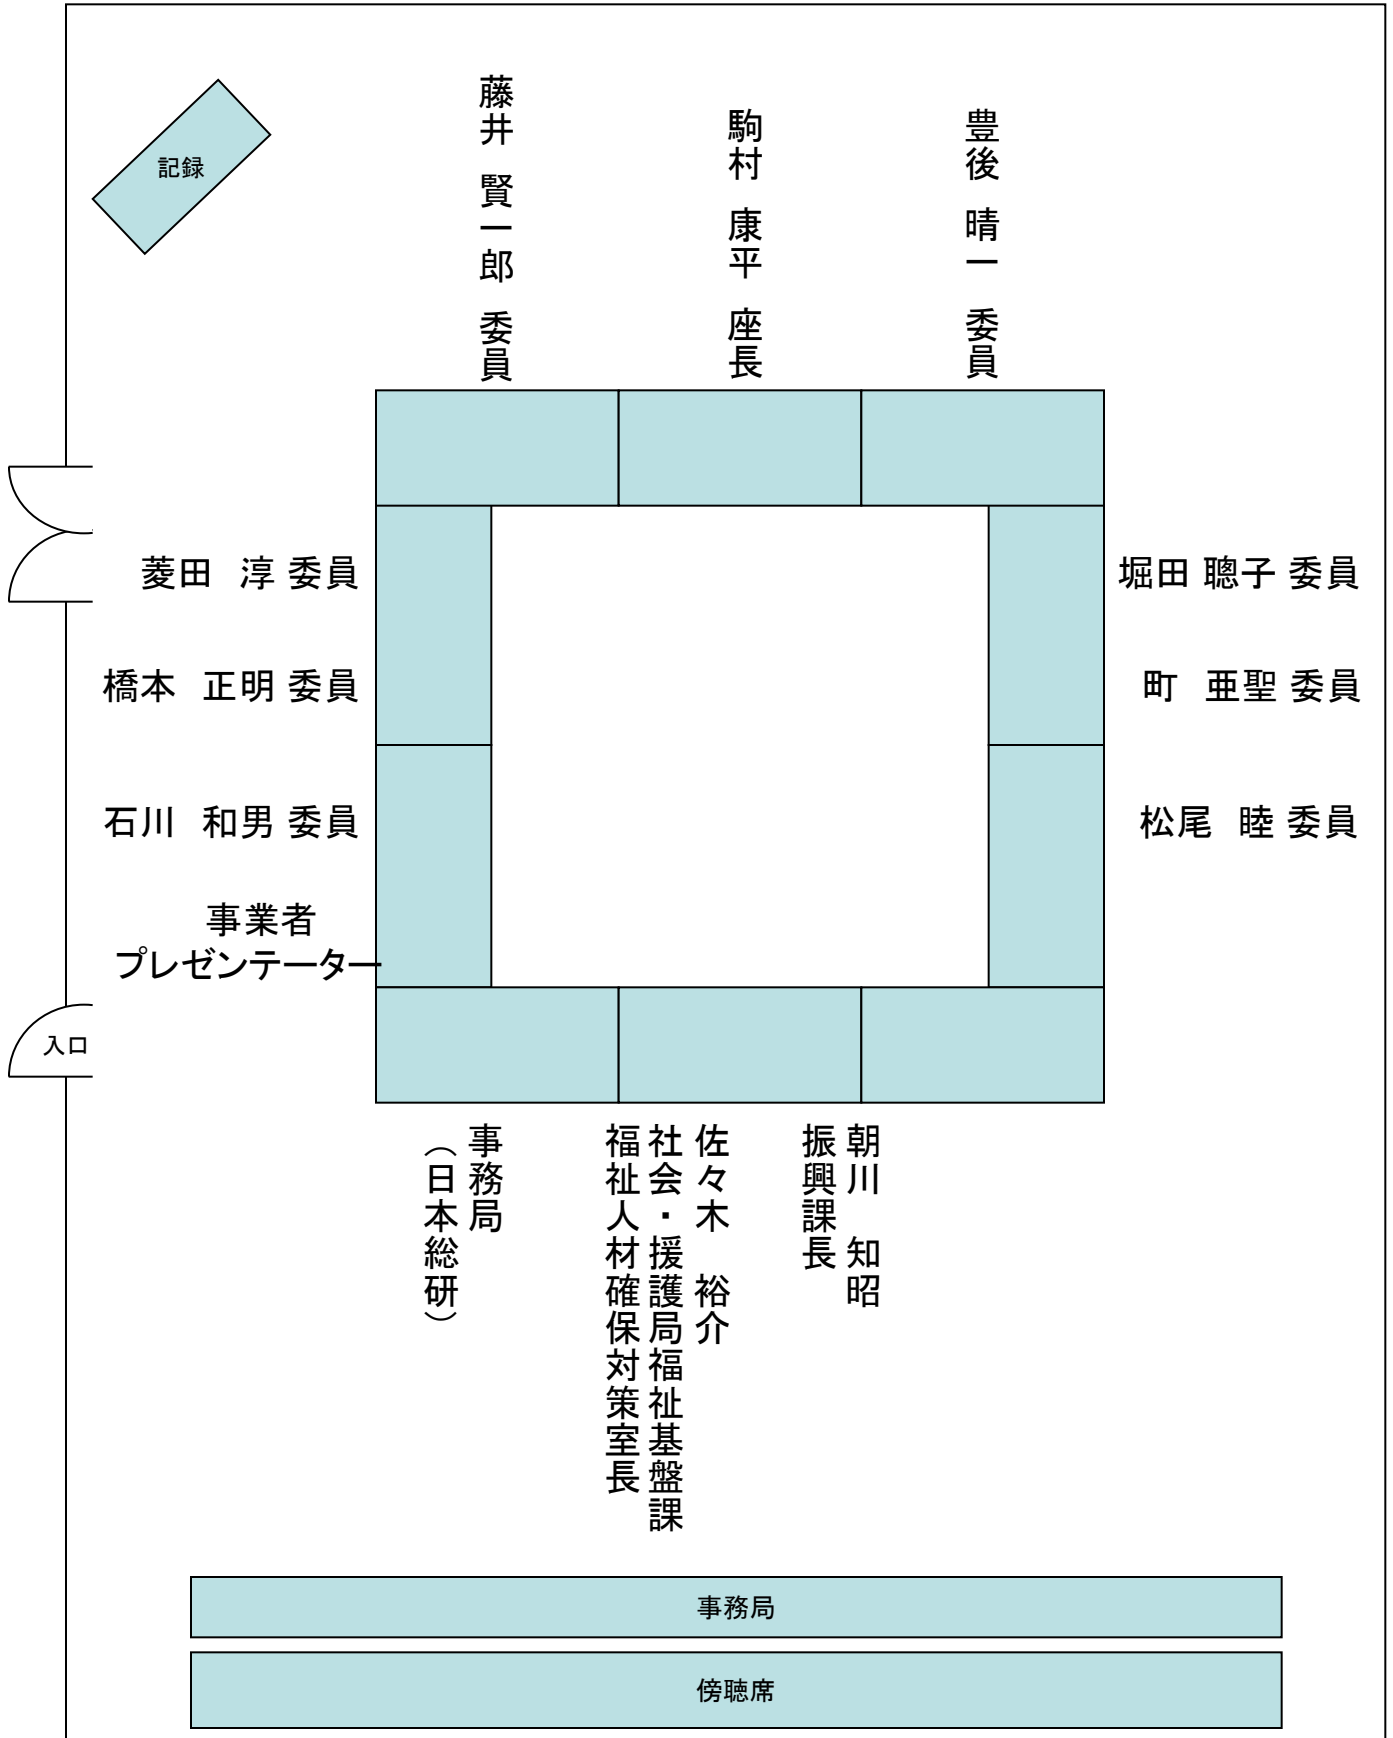 記録
藤井 賢一郎 委員
駒村 康平 座長
豊後 晴一 委員
菱田 淳 委員
橋本 正明 委員
石川 和男 委員
事業者
プレゼンテーター
堀田 聰子 委員
町 亜聖 委員
松尾 睦 委員
入口
事務局
（日本総研）
佐々木 裕介
社会・援護局福祉基盤課
福祉人材確保対策室長
朝川 知昭
振興課長
事務局
傍聴席